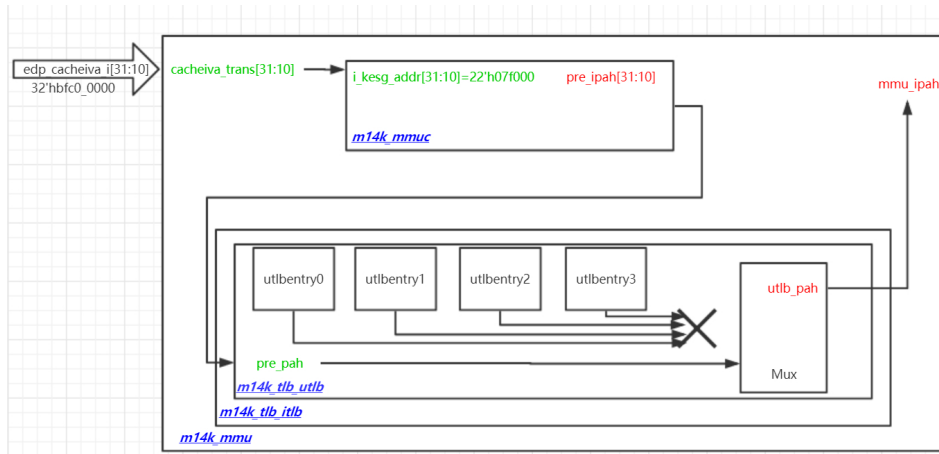 edp_cacheiva_i[31:10]
32'hbfc0_0000
cacheiva_trans[31:10]
i_kesg_addr[31:10]=22'h07f000
pre_ipah[31:10]
m14k_mmuc
mmu_ipah
utlbentry0
utlbentry1
utlbentry2
utlbentry3
utlb_pah
pre_pah
Mux
m14k_tlb_utlb
m14k_tlb_itlb
m14k_mmu